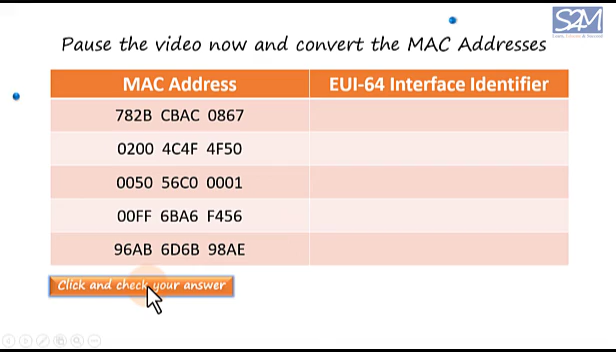 S2M
Pause the video now and convert the MAC Addresses
MAC Address EUI-64 Interface Identifier
782B CBAC 0867
0200 4C4F 4F50
0050 56C0 0001
00FF 6BA6 F456
96AB 6D6B 98AE
Click and check your answer